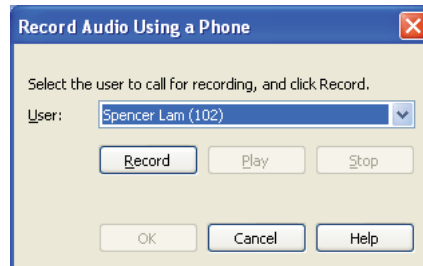 Record Audio Using a Phone
Select the user to call for recording, and click Record.
User: Spencer Lam (102)
Record Play Stop
OK Cancel Help